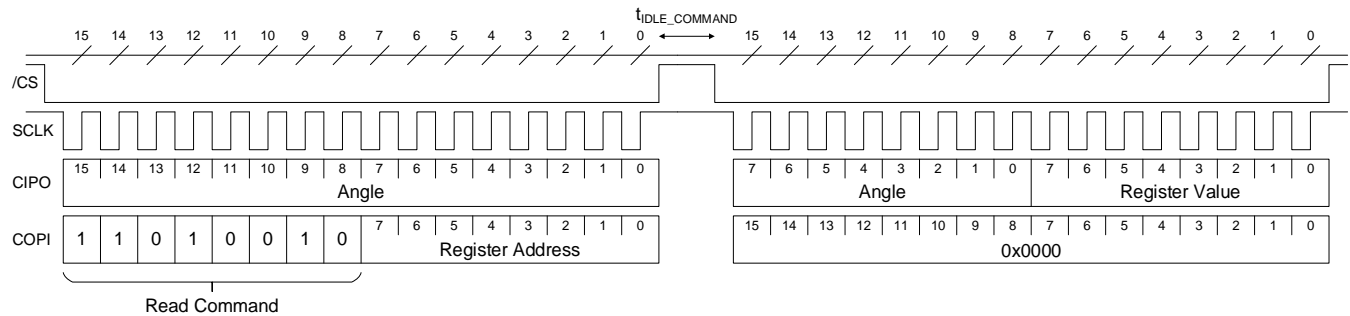 t_IDLE_COMMAND
15 14 13 12 11 10 9 8 7 6 5 4 3 2 1 0 15 14 13 12 11 10 9 8 7 6 5 4 3 2 1 0
/CS
SCLK
CIPO 15 14 13 12 11 10 9 8 7 6 5 4 3 2 1 0 7 6 5 4 3 2 1 0 7 6 5 4 3 2 1 0
Angle Angle Register Value
COPI 1 1 0 1 0 0 1 0 7 6 5 4 3 2 1 0 15 14 13 12 11 10 9 8 7 6 5 4 3 2 1 0
Register Address 0x0000
Read Command